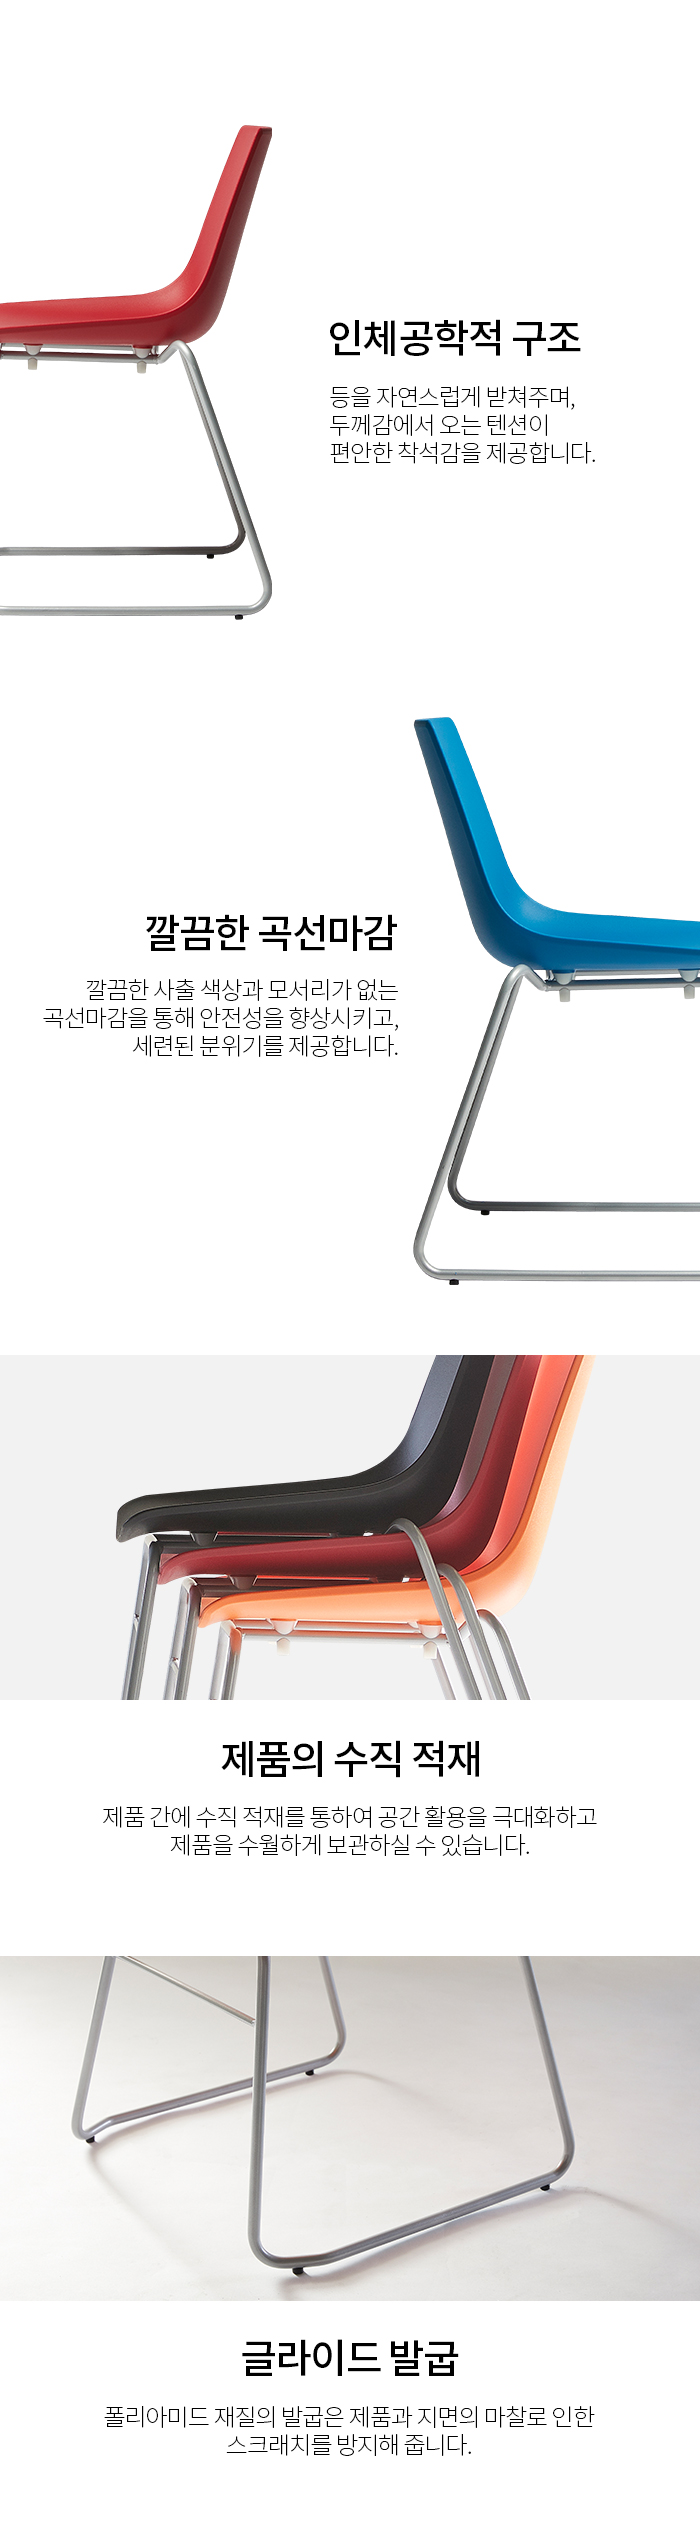 인체공학적 구조
등을 자연스럽게 받쳐주며,
두께감에서 오는 텐션이
편안한 착석감을 제공합니다.
깔끔한 곡선마감
깔끔한 사출 색상과 모서리가 없는
곡선마감을 통해 안전성을 향상시키고,
세련된 분위기를 제공합니다.
제품의 수직 적재
제품 간에 수직 적재를 통하여 공간 활용을 극대화하고
제품을 수월하게 보관하실 수 있습니다.
글라이드 발굽
폴리아미드 재질의 발굽은 제품과 지면의 마찰로 인한
스크래치를 방지해 줍니다.